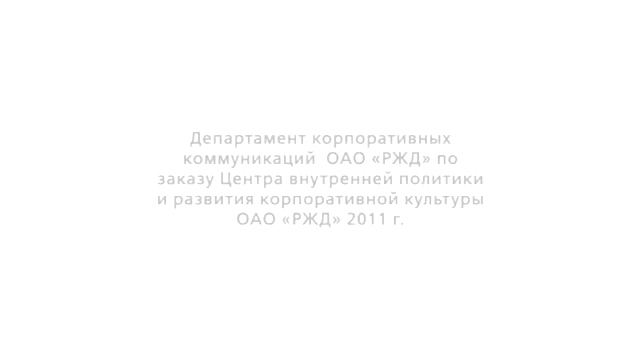 Департамент корпоративных
коммуникаций ОАО «РЖД» по
заказу Центра внутренней политики
и развития корпоративной культуры
ОАО «РЖД» 2011 г.